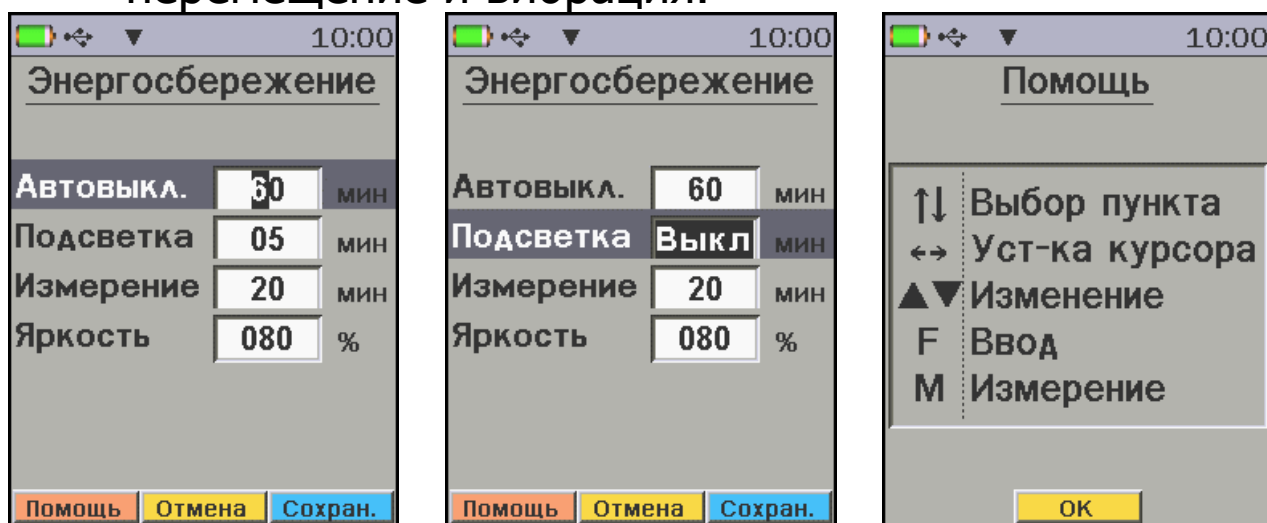 перемещение и вибрация.
10:00
Энергосбережение
Автовыкл. 60 мин
Подсветка 05 мин
Измерение 20 мин
Яркость 080 %
Помощь Отмена Сохран.
10:00
Энергосбережение
Автовыкл. 60 мин
Подсветка Выкл мин
Измерение 20 мин
Яркость 080 %
Помощь Отмена Сохран.
10:00
Помощь
↑↓ Выбор пункта
↔ Уст-ка курсора
▲▼ Изменение
F Ввод
M Измерение
OK